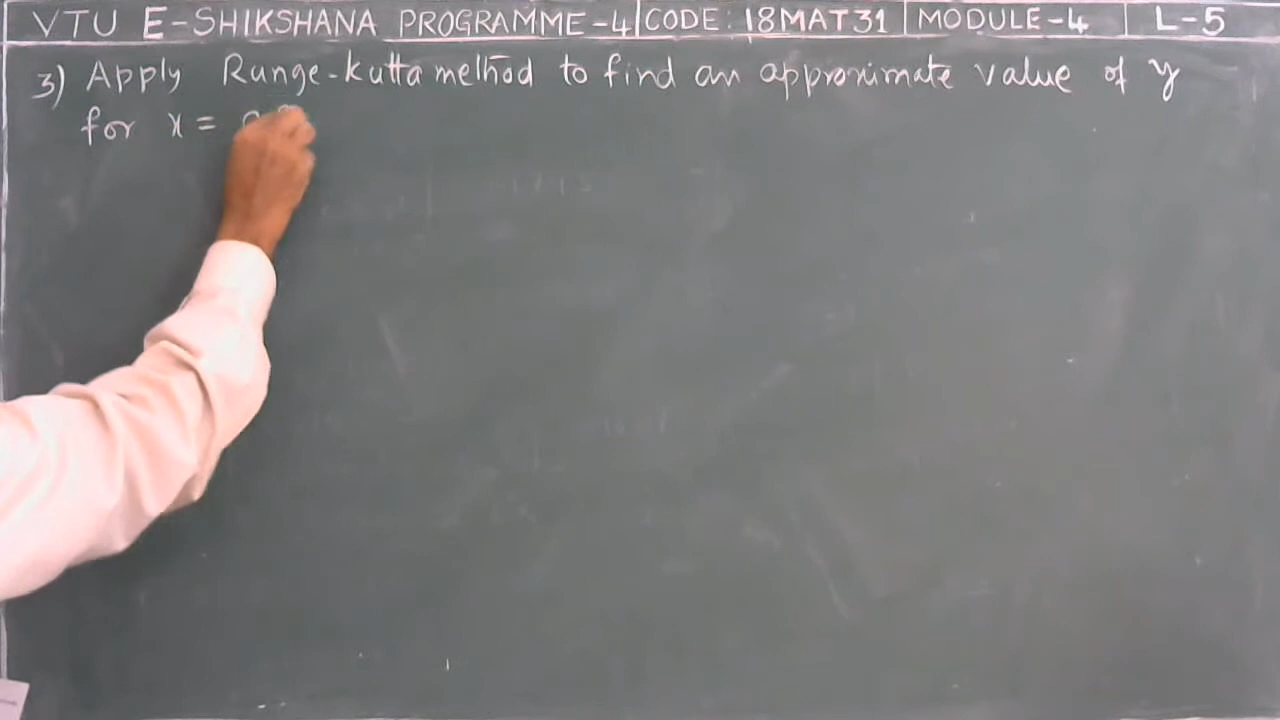 VTU E-SHIKSHANA PROGRAMME-4 CODE: 18MAT31 MODULE-4 L-5
3) Apply Runge-kutta method to find an approximate value of y
for x =